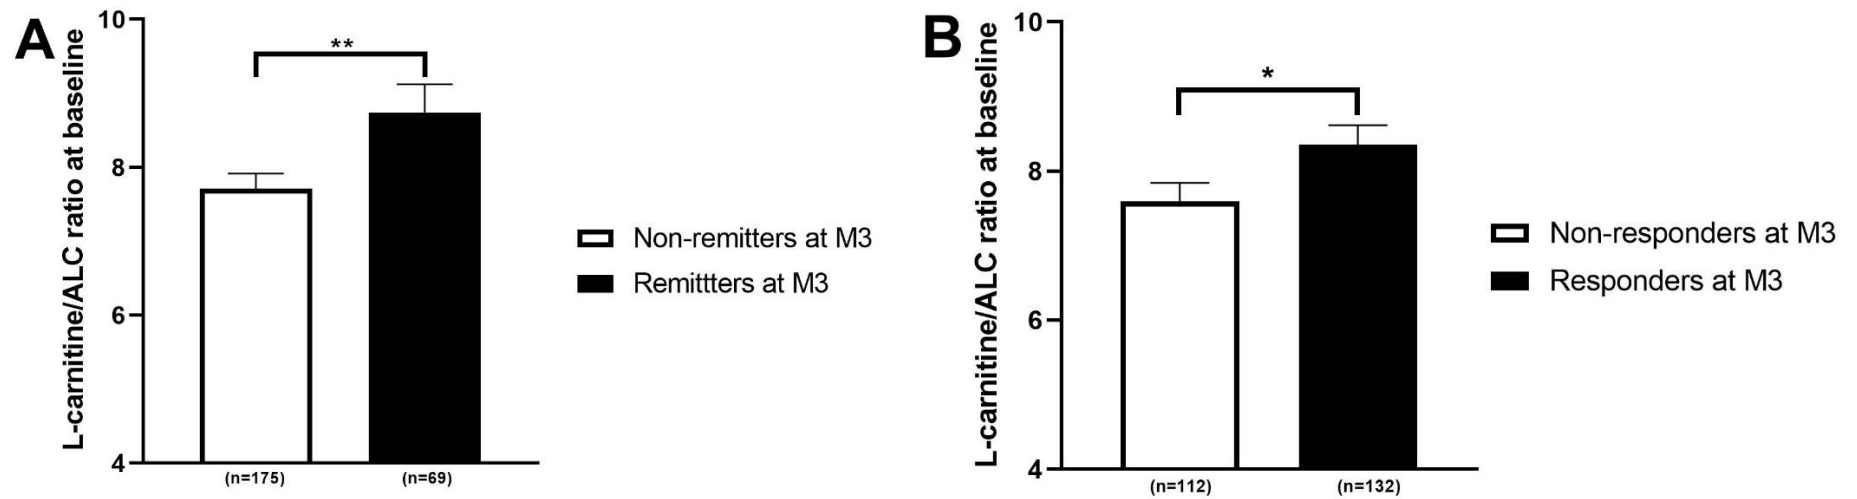 A
L-carnitine/ALC ratio at baseline
10
8
6
4
**
(n=175)
(n=69)
Non-remitters at M3
Remittters at M3
B
L-carnitine/ALC ratio at baseline
10
8
6
4
*
(n=112)
(n=132)
Non-responders at M3
Responders at M3